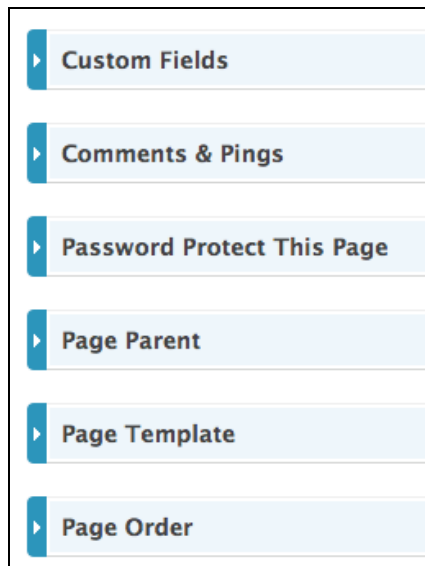 Custom Fields
Comments & Pings
Password Protect This Page
Page Parent
Page Template
Page Order